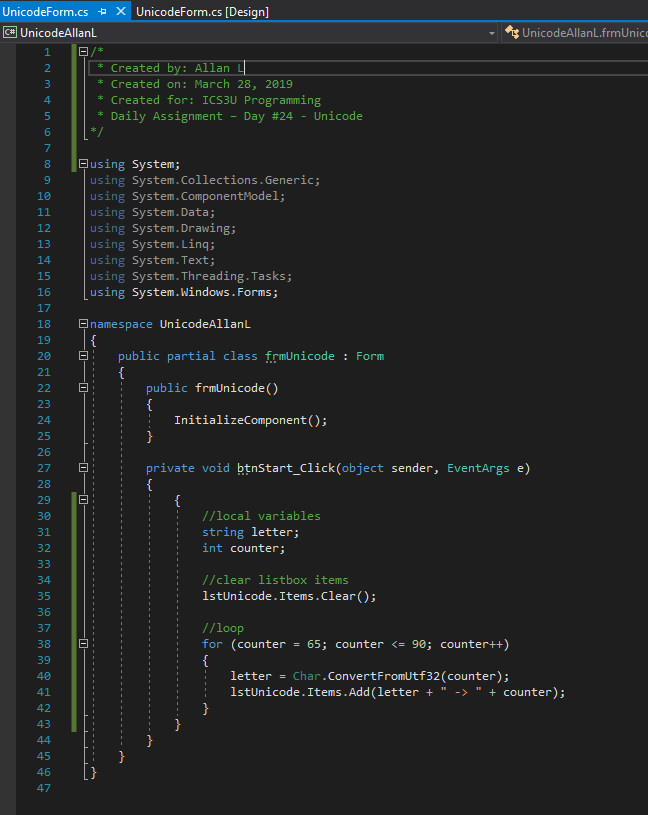 UnicodeForm.cs UnicodeForm.cs [Design]
C# UnicodeAllanL UnicodeAllanL.frmUnico
1 /*
2 * Created by: Allan L
3 * Created on: March 28, 2019
4 * Created for: ICS3U Programming
5 * Daily Assignment – Day #24 - Unicode
6 */
7
8 using System;
9 using System.Collections.Generic;
10 using System.ComponentModel;
11 using System.Data;
12 using System.Drawing;
13 using System.Linq;
14 using System.Text;
15 using System.Threading.Tasks;
16 using System.Windows.Forms;
17
18 namespace UnicodeAllanL
19 {
20 public partial class frmUnicode : Form
21 {
22 public frmUnicode()
23 {
24 InitializeComponent();
25 }
26
27 private void btnStart_Click(object sender, EventArgs e)
28 {
29 {
30 //local variables
31 string letter;
32 int counter;
33
34 //clear listbox items
35 lstUnicode.Items.Clear();
36
37 //loop
38 for (counter = 65; counter <= 90; counter++)
39 {
40 letter = Char.ConvertFromUtf32(counter);
41 lstUnicode.Items.Add(letter + " -> " + counter);
42 }
43 }
44 }
45 }
46 }
47